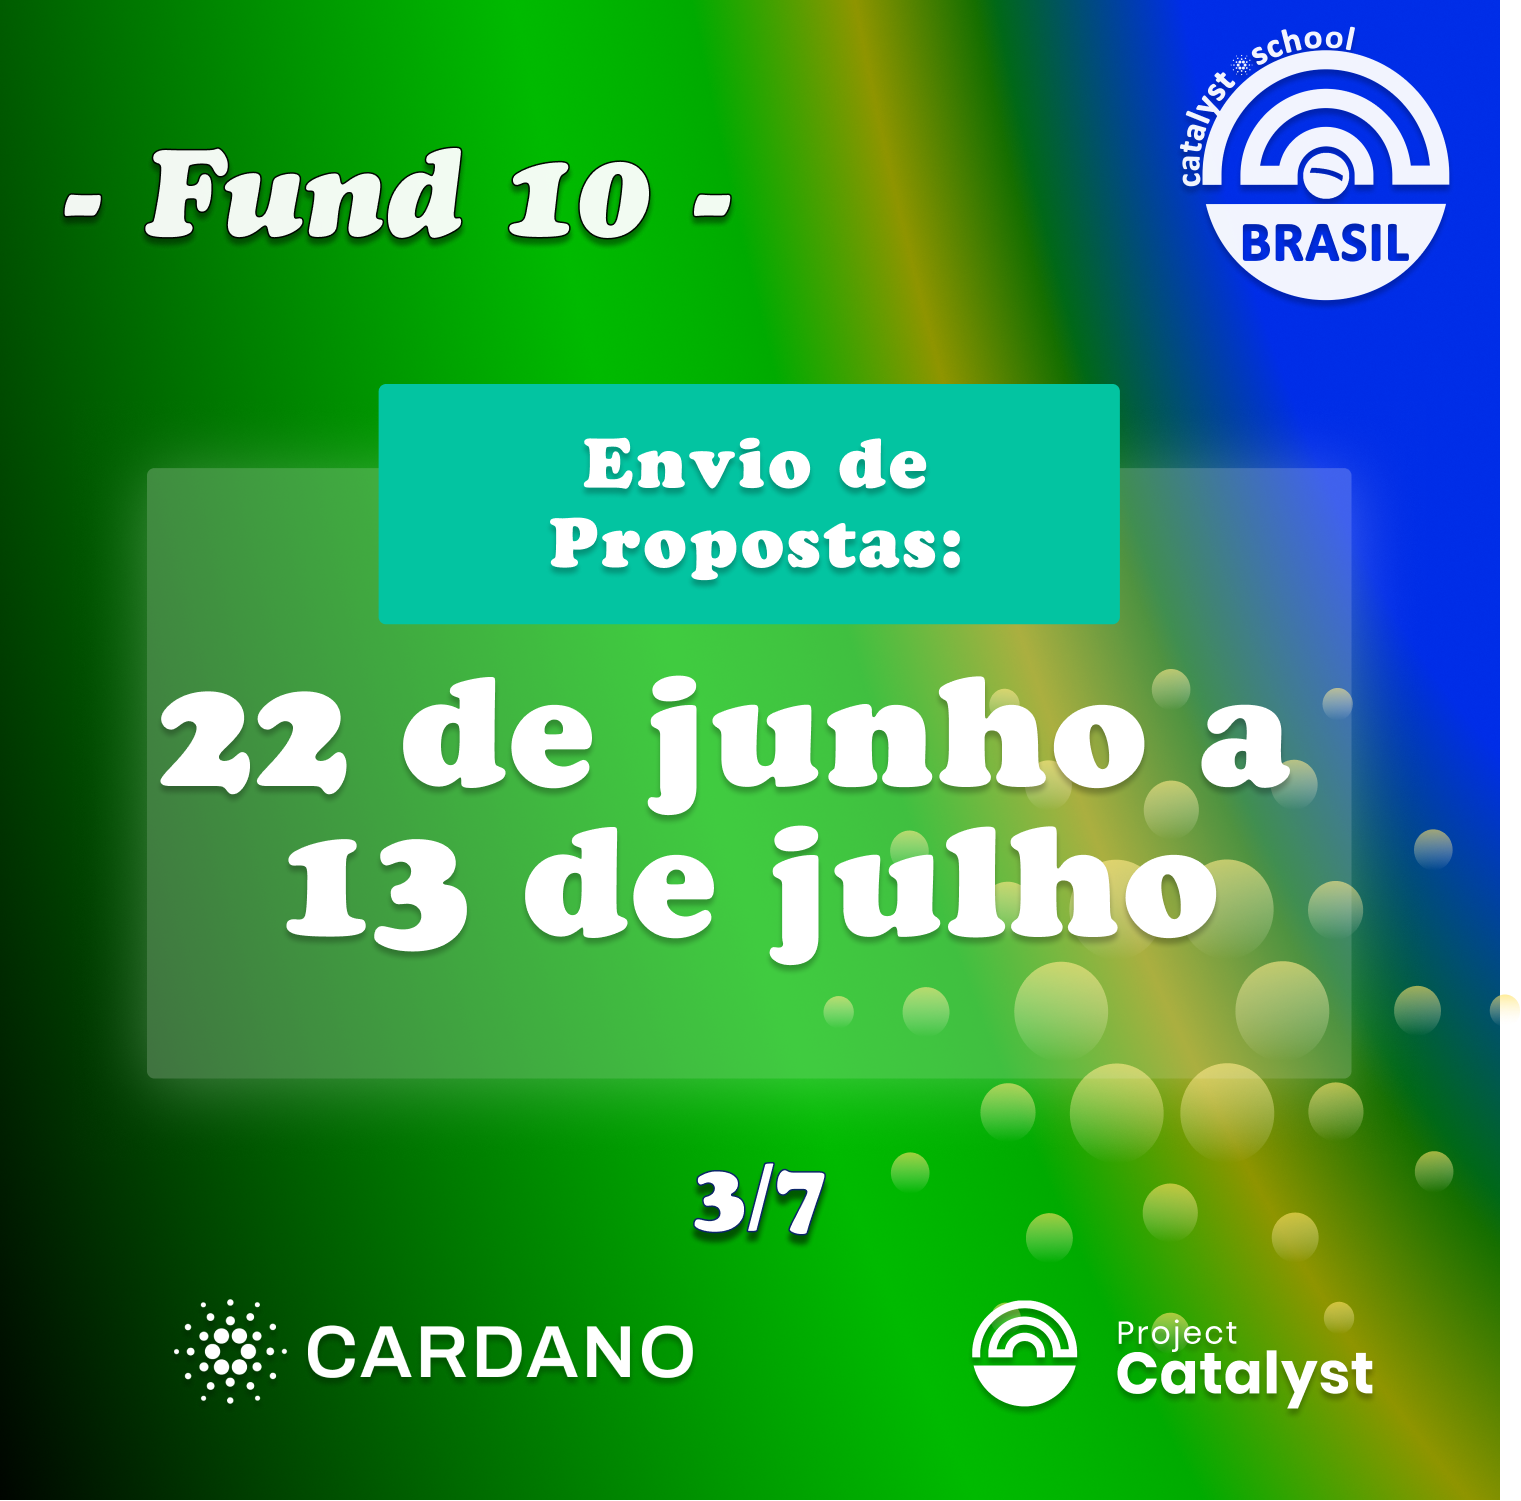 catalyst school
BRASIL
- Fund 10 -
Envio de
Propostas:
22 de junho a
13 de julho
3/7
CARDANO
Project
Catalyst